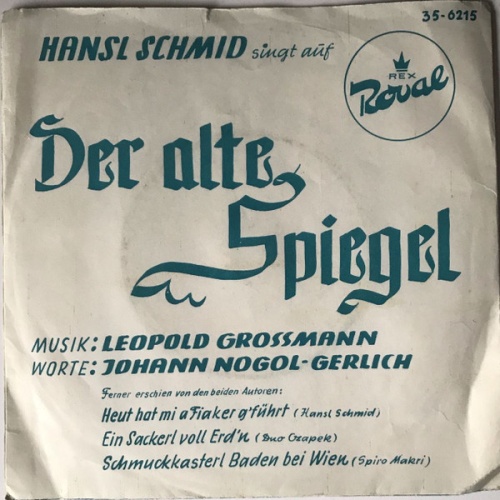 35-6215
HANSL SCHMID singt auf
REX
Royal
Der alte
Spiegel
MUSIK: LEOPOLD GROSSMANN
WORTE: JOHANN NOGOL-GERLICH
Ferner erschien von den beiden Autoren:
Heut hat mi a Fiaker g'führt (Hansl Schmid)
Ein Sackerl voll Erd'n (Duo Czapek)
Schmuckkasterl Baden bei Wien (Spiro Makri)